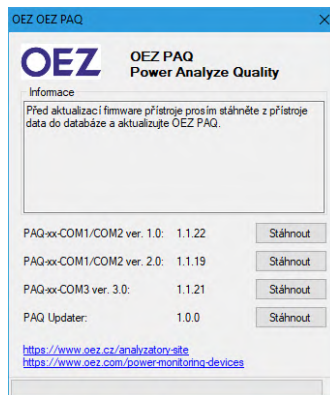 OEZ OEZ PAQ
OEZ
OEZ PAQ
Power Analyze Quality
Informace
Před aktualizací firmware přístroje prosím stáhněte z přístroje
data do databáze a aktualizujte OEZ PAQ.
PAQ-xx-COM1/COM2 ver. 1.0: 1.1.22 Stáhnout
PAQ-xx-COM1/COM2 ver. 2.0: 1.1.19 Stáhnout
PAQ-xx-COM3 ver. 3.0: 1.1.21 Stáhnout
PAQ Updater: 1.0.0 Stáhnout
https://www.oez.cz/analyzatory-site
https://www.oez.com/power-monitoring-devices